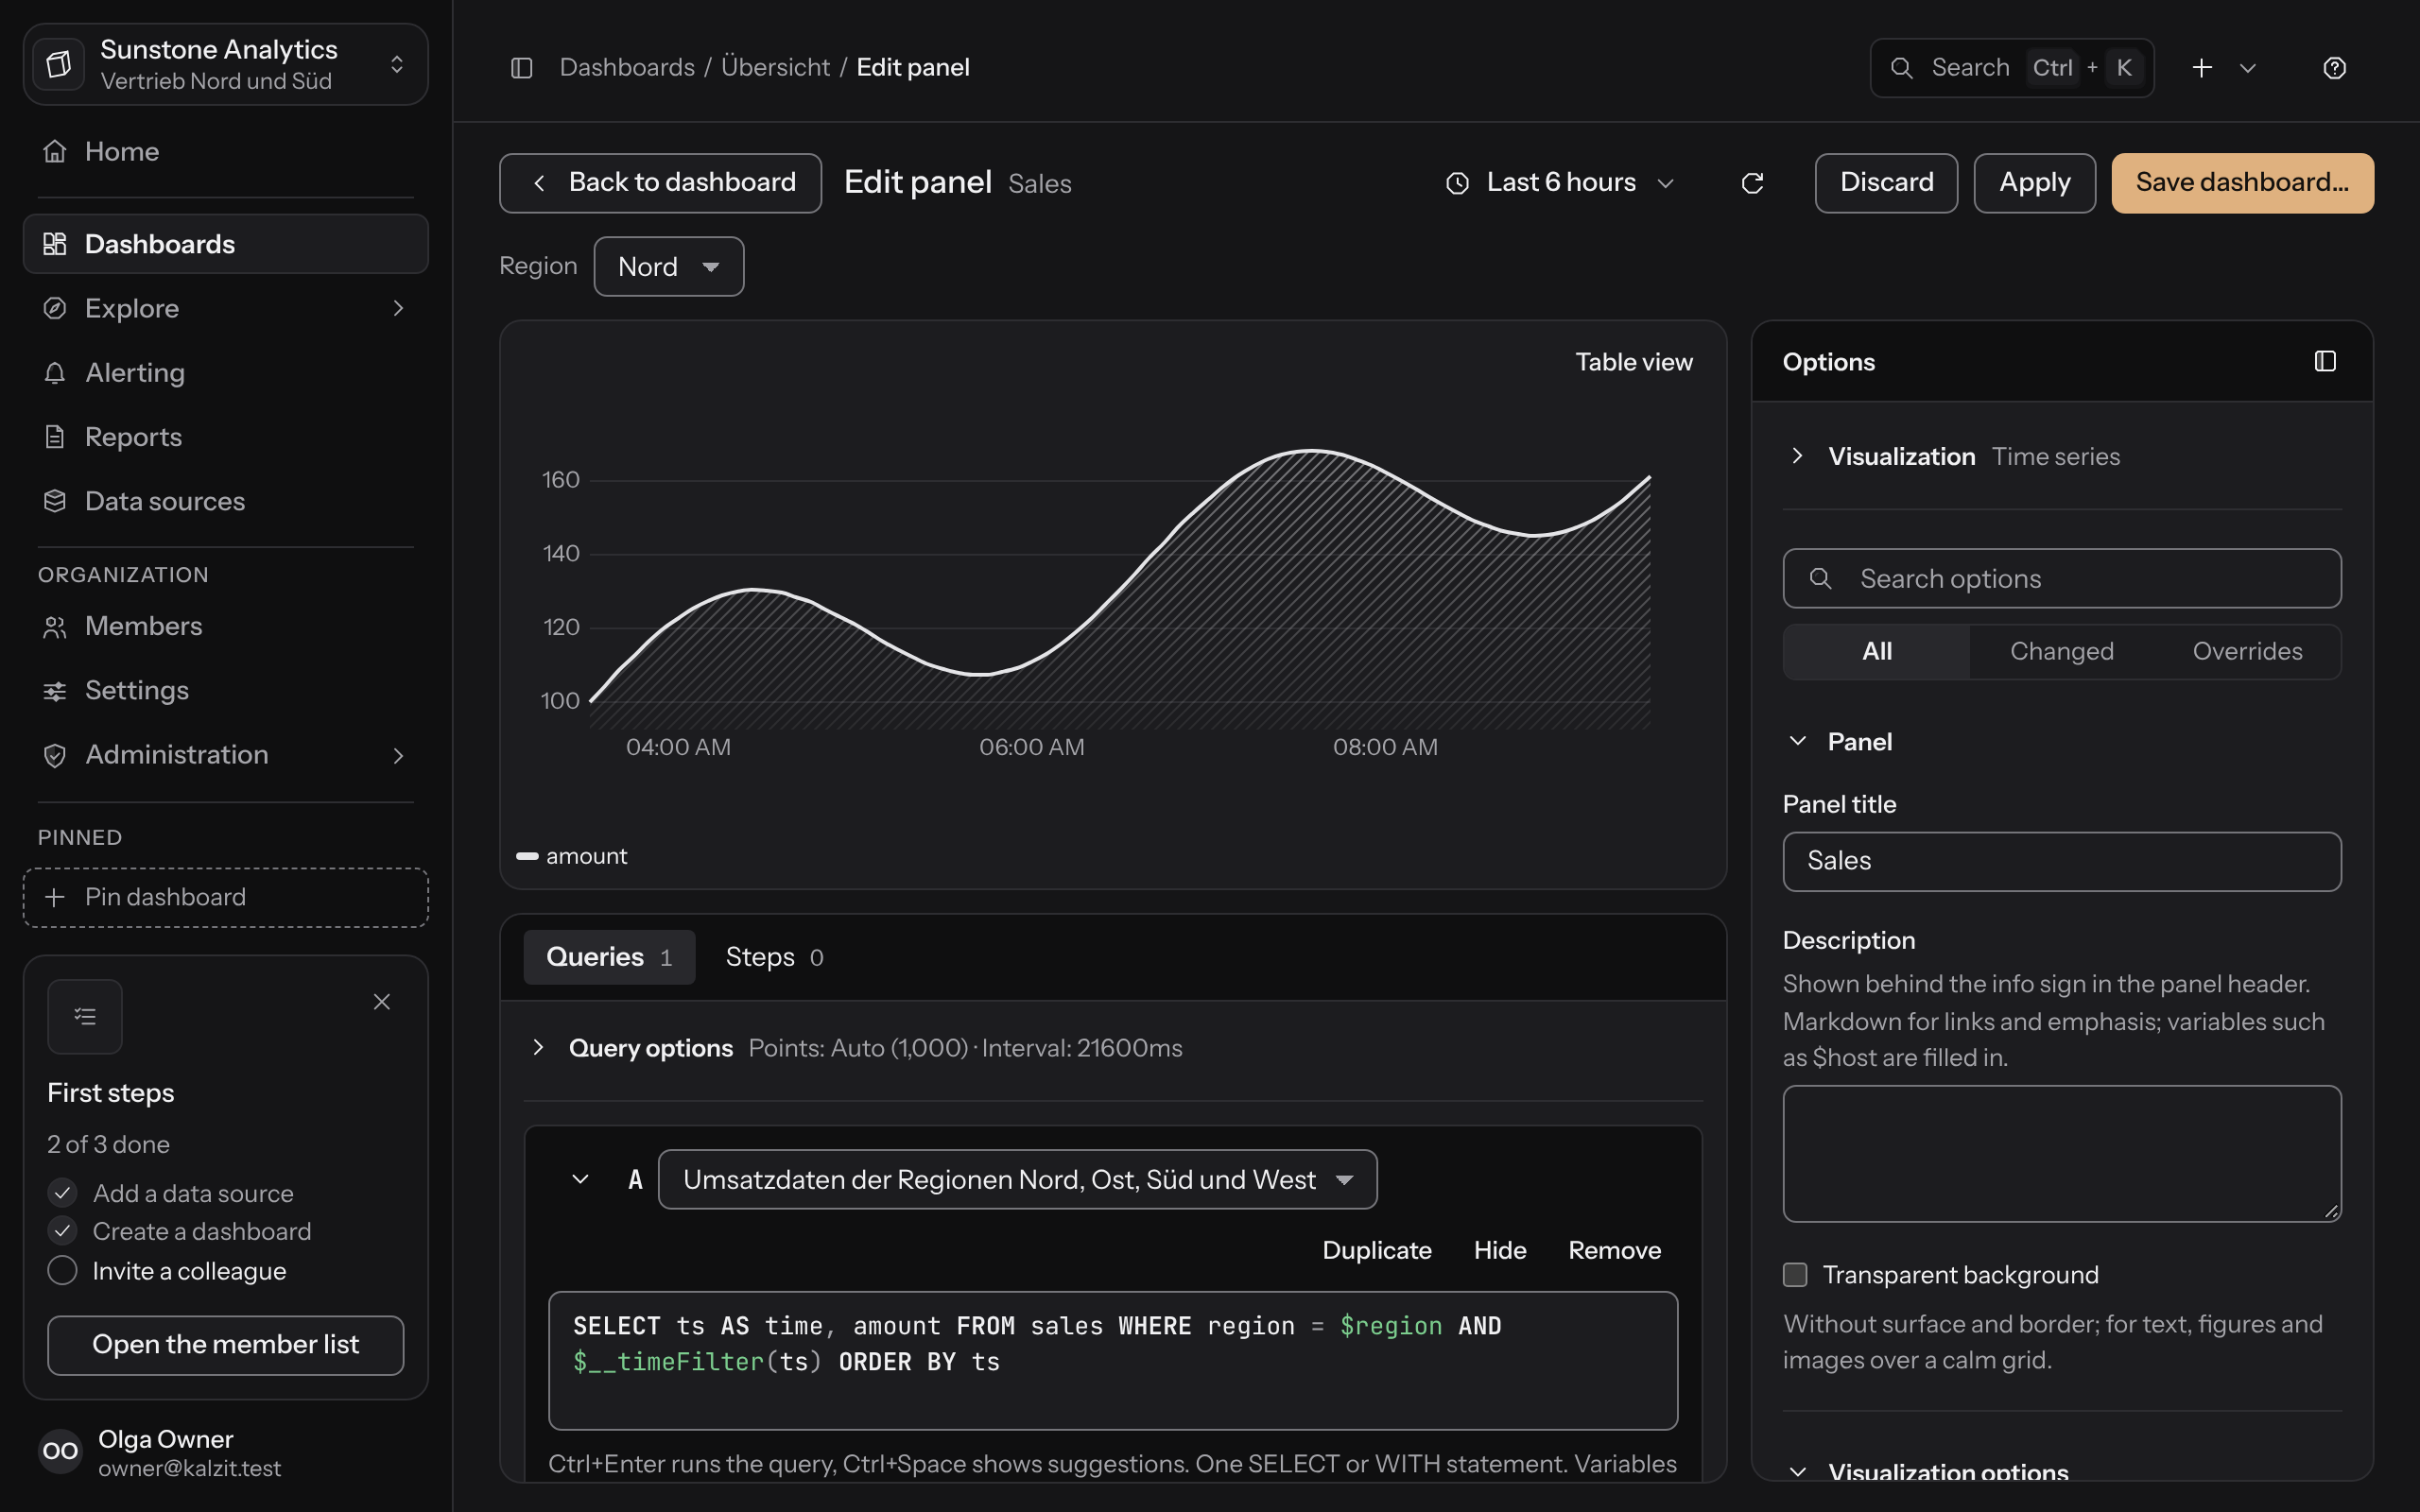 Sunstone Analytics
Vertrieb Nord und Süd
Home
Dashboards
Explore
Alerting
Reports
Data sources
ORGANIZATION
Members
Settings
Administration
PINNED
Pin dashboard
First steps
2 of 3 done
Add a data source
Create a dashboard
Invite a colleague
Open the member list
OO
Olga Owner
owner@kalzit.test
Dashboards / Übersicht / Edit panel
Search Ctrl + K
Back to dashboard
Edit panel Sales
Last 6 hours
Discard
Apply
Save dashboard...
Region
Nord
Table view
160
140
120
100
04:00 AM
06:00 AM
08:00 AM
amount
Queries 1
Steps 0
Query options Points: Auto (1,000) · Interval: 21600ms
A
Umsatzdaten der Regionen Nord, Ost, Süd und West
Duplicate
Hide
Remove
SELECT ts AS time, amount FROM sales WHERE region = $region AND
$__timeFilter(ts) ORDER BY ts
Ctrl+Enter runs the query, Ctrl+Space shows suggestions. One SELECT or WITH statement. Variables
Options
Visualization Time series
Search options
All
Changed
Overrides
Panel
Panel title
Sales
Description
Shown behind the info sign in the panel header.
Markdown for links and emphasis; variables such
as $host are filled in.
Transparent background
Without surface and border; for text, figures and
images over a calm grid.
Visualization options